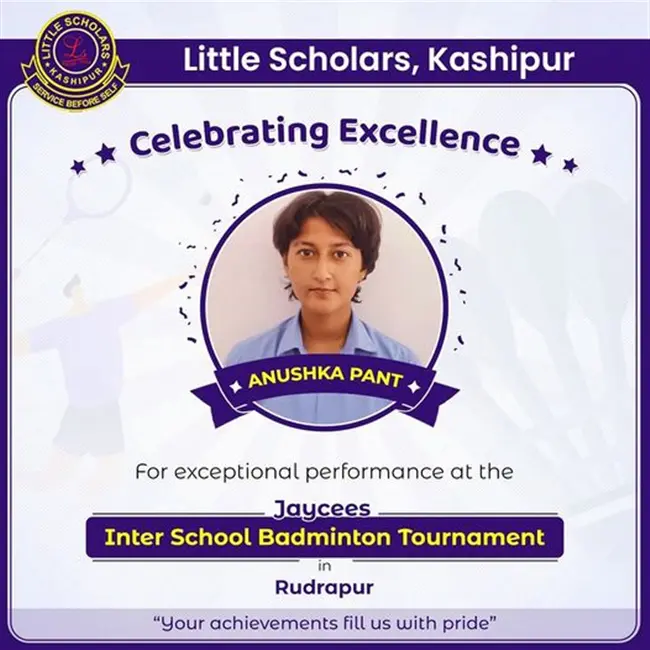 LITTLE SCHOLARS
Ls
KASHIPUR
SERVICE BEFORE SELF
Little Scholars, Kashipur
Celebrating Excellence
ANUSHKA PANT
For exceptional performance at the
Jaycees
Inter School Badminton Tournament
in
Rudrapur
“Your achievements fill us with pride”